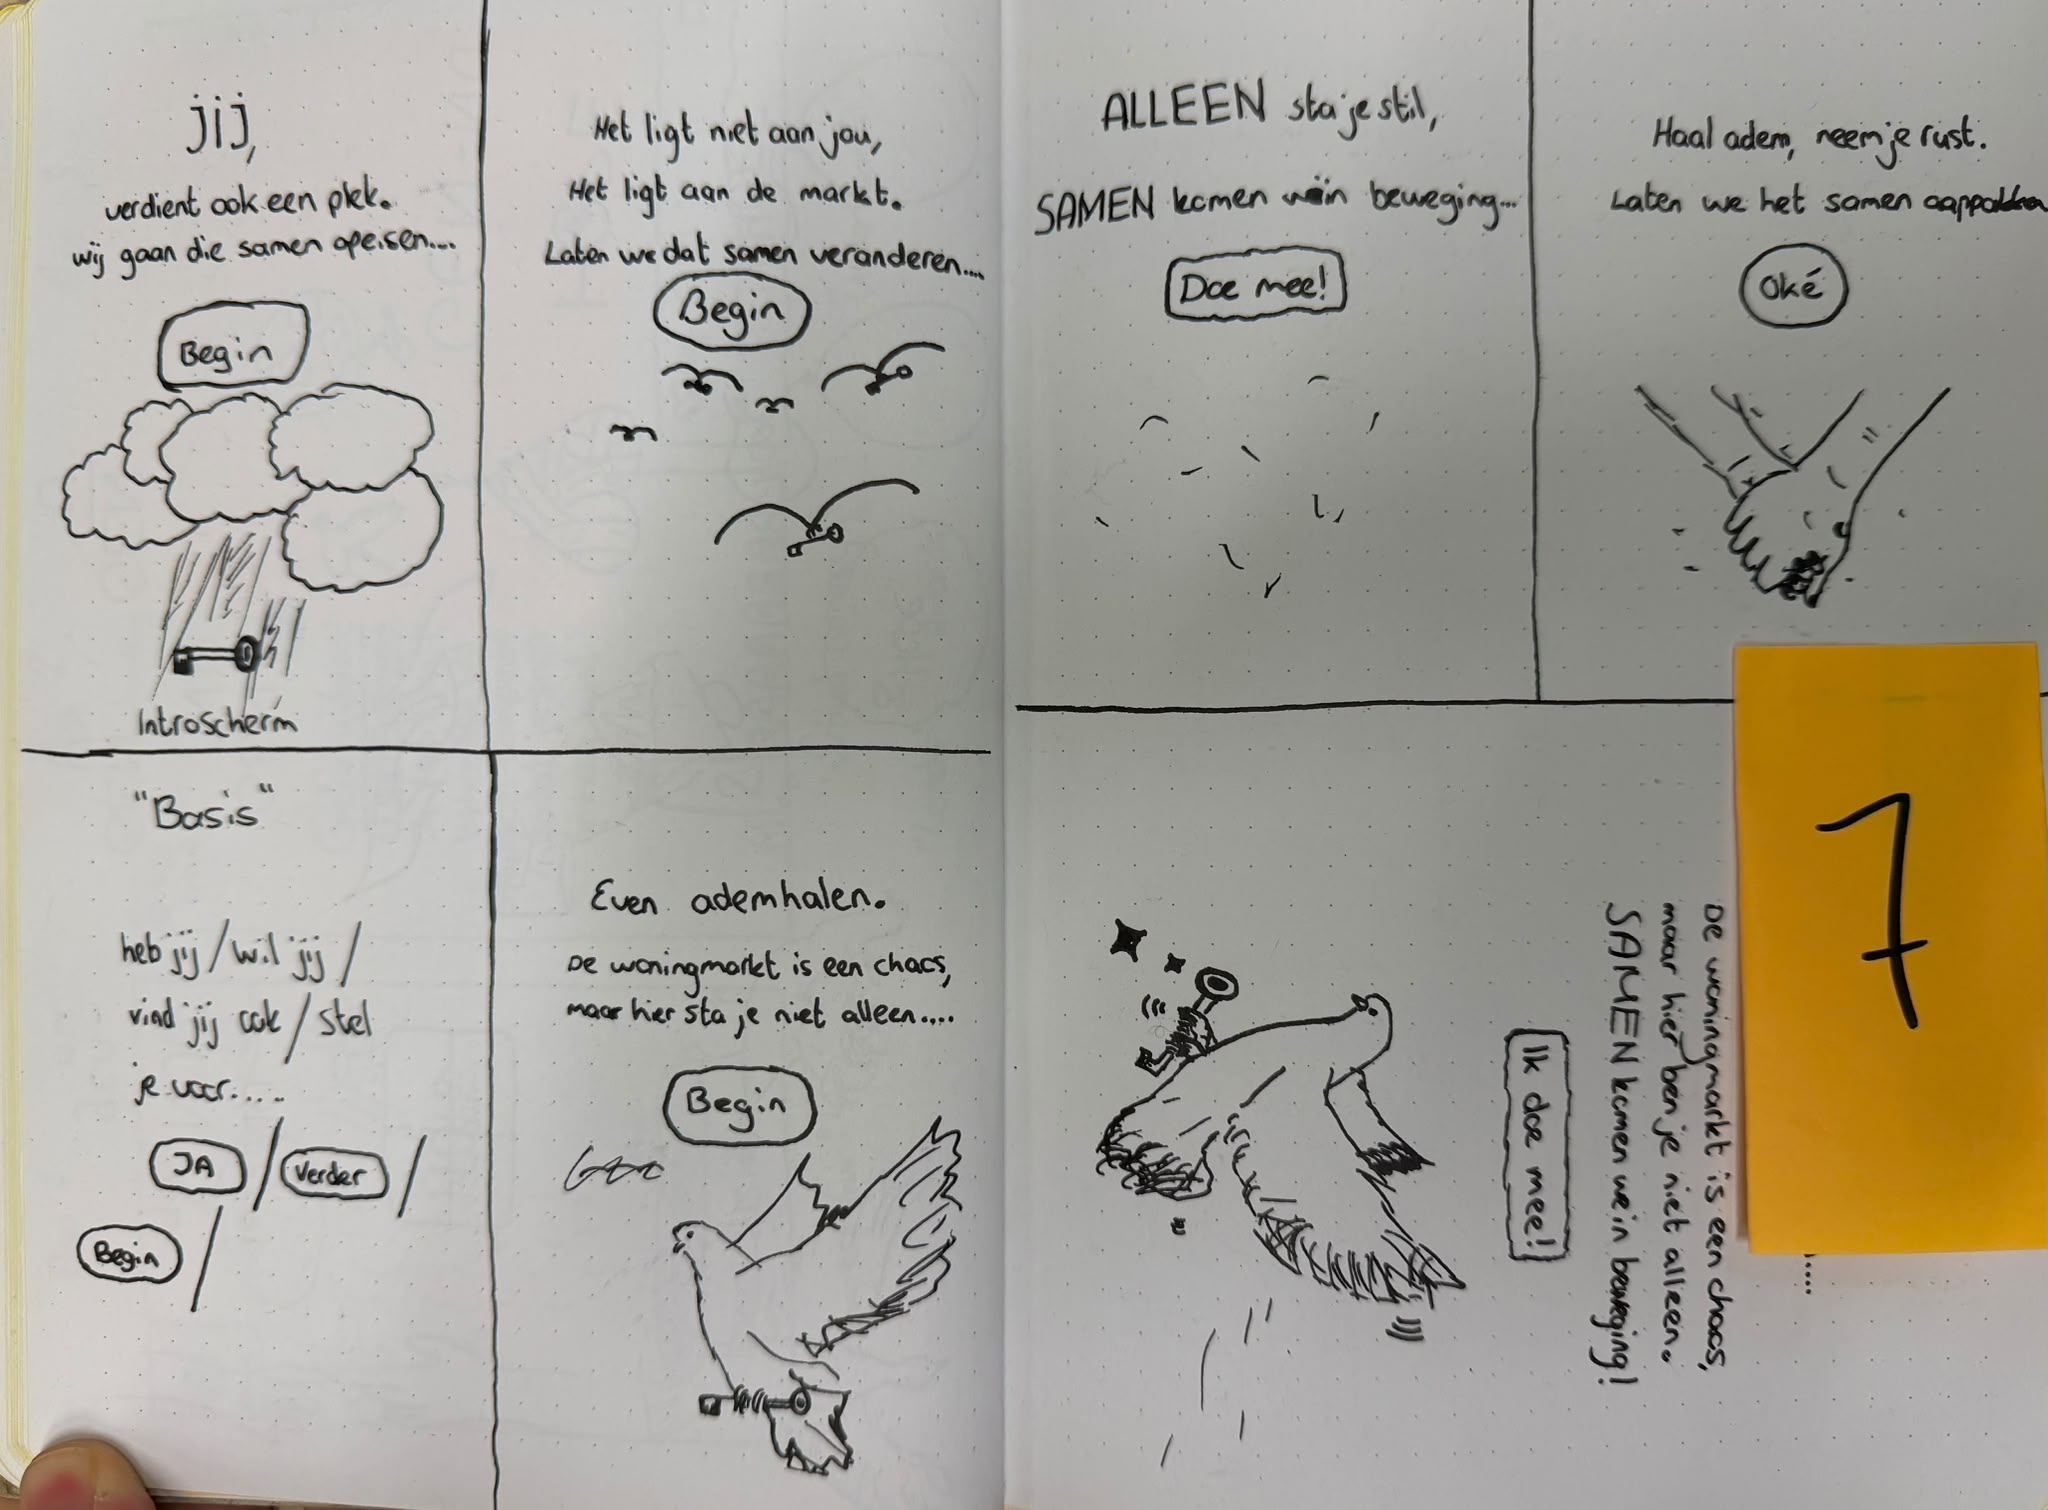 jij,
verdient ook een plek.
wij gaan die samen opeisen....
Begin
Introscherm
Het ligt niet aan jou,
Het ligt aan de markt.
Laten we dat samen veranderen....
Begin
ALLEEN sta je stil,
SAMEN komen we in beweging...
Doe mee!
Haal adem, neem je rust.
Laten we het samen
Oké
"Basis"
heb jij / wil jij /
vind jij ook / stel
je voor.....
JA / Verder /
Begin /
Even ademhalen.
De woningmarkt is een chaos,
maar hier sta je niet alleen....
Begin
De woningmarkt is een chaos,
maar hier ben je niet alleen.
SAMEN komen we in beweging!
Ik doe mee!
7